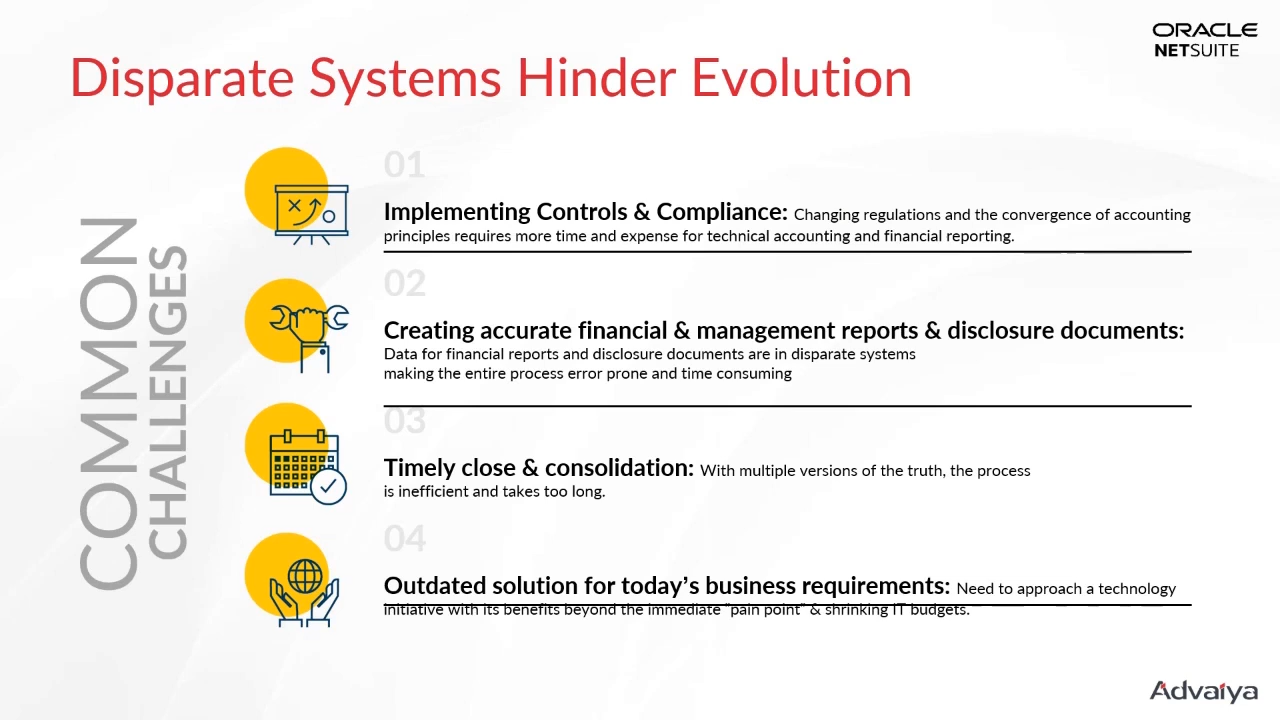 ORACLE
NETSUITE
Disparate Systems Hinder Evolution
COMMON
CHALLENGES
01
Implementing Controls & Compliance: Changing regulations and the convergence of accounting
principles requires more time and expense for technical accounting and financial reporting.
02
Creating accurate financial & management reports & disclosure documents:
Data for financial reports and disclosure documents are in disparate systems
making the entire process error prone and time consuming
03
Timely close & consolidation: With multiple versions of the truth, the process
is inefficient and takes too long.
04
Outdated solution for today’s business requirements: Need to approach a technology
initiative with its benefits beyond the immediate “pain point” & shrinking IT budgets.
Advaiya